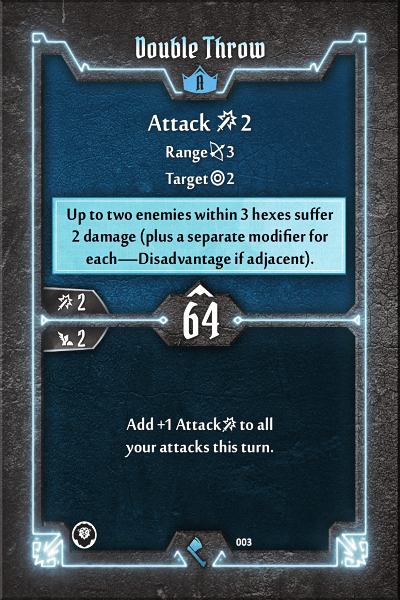 Double Throw
A
Attack 2
Range 3
Target 2
Up to two enemies within 3 hexes suffer
2 damage (plus a separate modifier for
each—Disadvantage if adjacent).
2
64
2
Add +1 Attack to all
your attacks this turn.
003